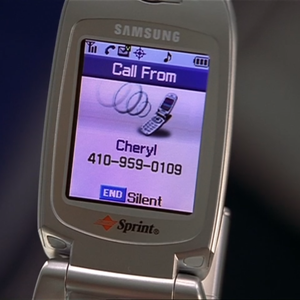 SAMSUNG
Call From
Cheryl
410-959-0109
END Silent
Sprint®